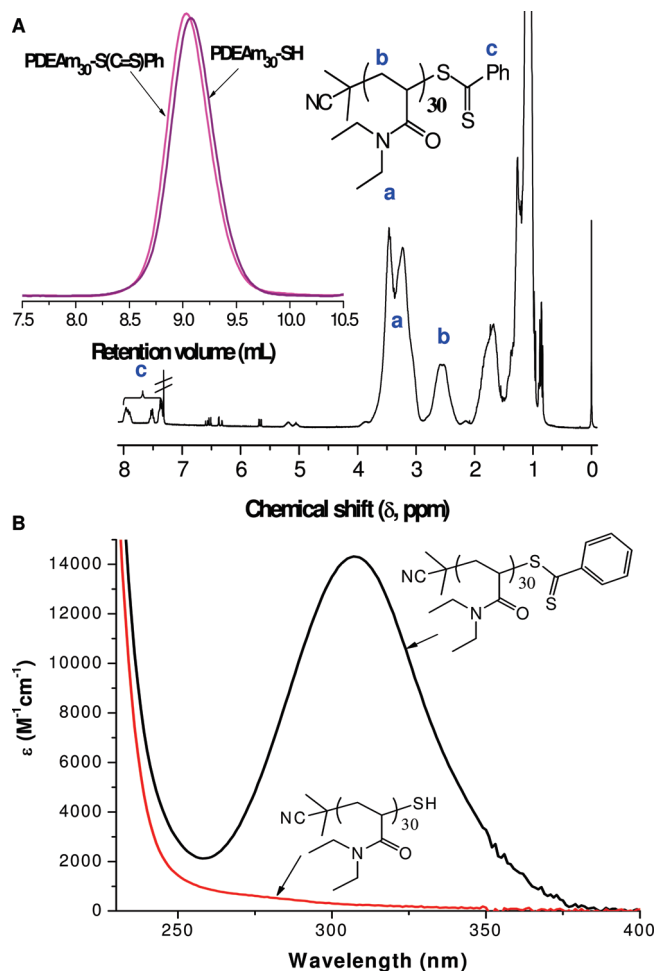 A
PDEAm30-S(C=S)Ph
PDEAm30-SH
7.5 8.0 8.5 9.0 9.5 10.0 10.5
Retention volume (mL)
b
c
NC
30
S
Ph
S
N
O
a
a
b
c
8 7 6 5 4 3 2 1 0
Chemical shift (δ, ppm)
B
14000
12000
10000
8000
6000
4000
2000
0
ε (M-1cm-1)
NC
30
S
S
N
O
NC
30
SH
N
O
250 300 350 400
Wavelength (nm)